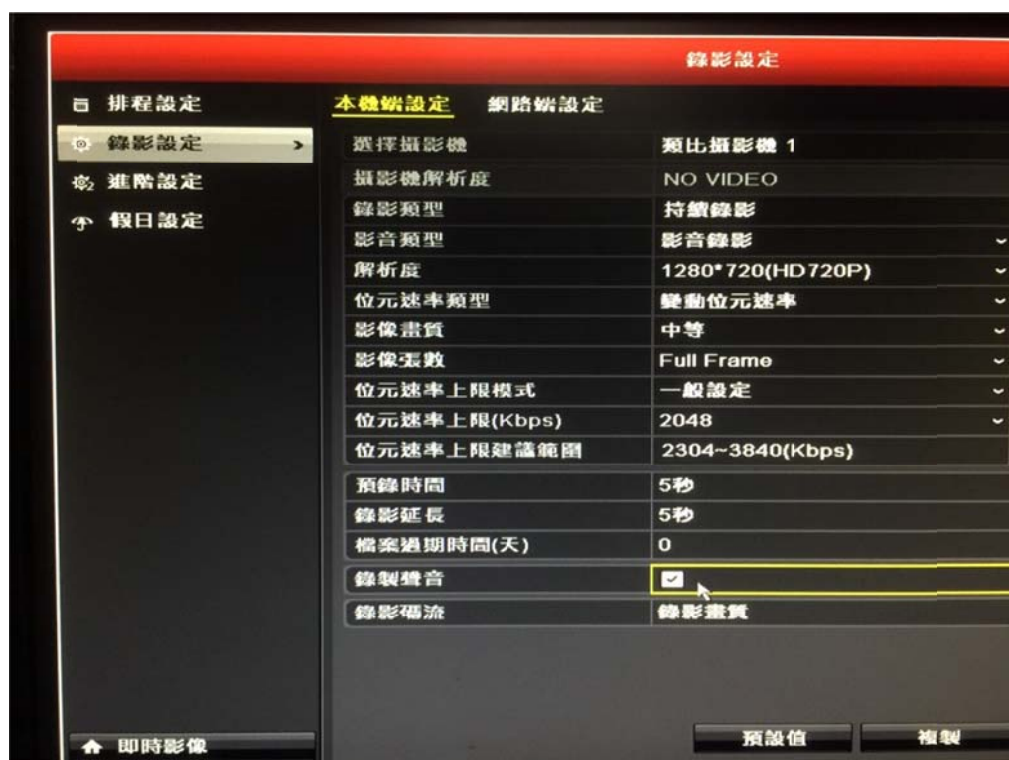 錄影設定
排程設定
錄影設定
進階設定
假日設定
本機端設定 網路端設定
選擇攝影機 類比攝影機 1
攝影機解析度 NO VIDEO
錄影類型 持續錄影
影音類型 影音錄影
解析度 1280*720(HD720P)
位元速率類型 變動位元速率
影像畫質 中等
影像張數 Full Frame
位元速率上限模式 一般設定
位元速率上限(Kbps) 2048
位元速率上限建議範圍 2304~3840(Kbps)
預錄時間 5秒
錄影延長 5秒
檔案過期時間(天) 0
錄製聲音
錄影碼流 錄影畫質
即時影像
預設值 複製